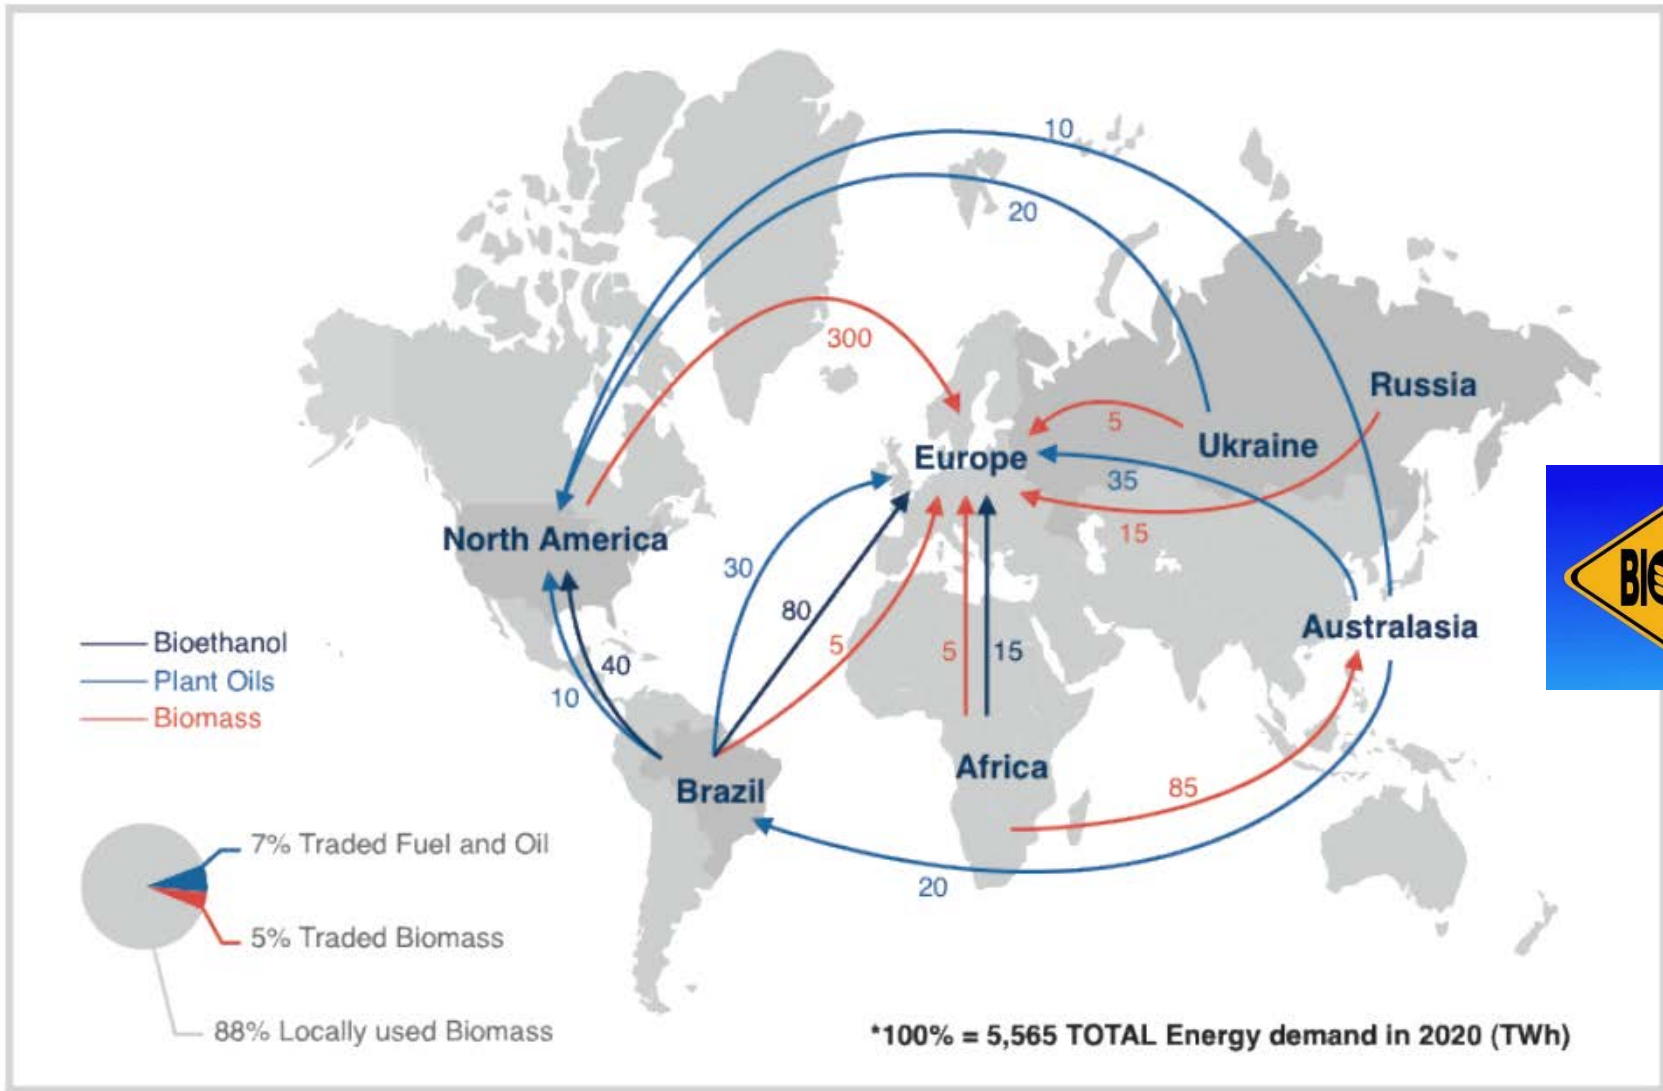 10
20
300
Russia
5
Ukraine
Europe
35
15
North America
30
80
Australasia
Bioethanol
Plant Oils
Biomass
40
10
5
5
15
Africa
Brazil
85
20
7% Traded Fuel and Oil
5% Traded Biomass
88% Locally used Biomass
*100% = 5,565 TOTAL Energy demand in 2020 (TWh)